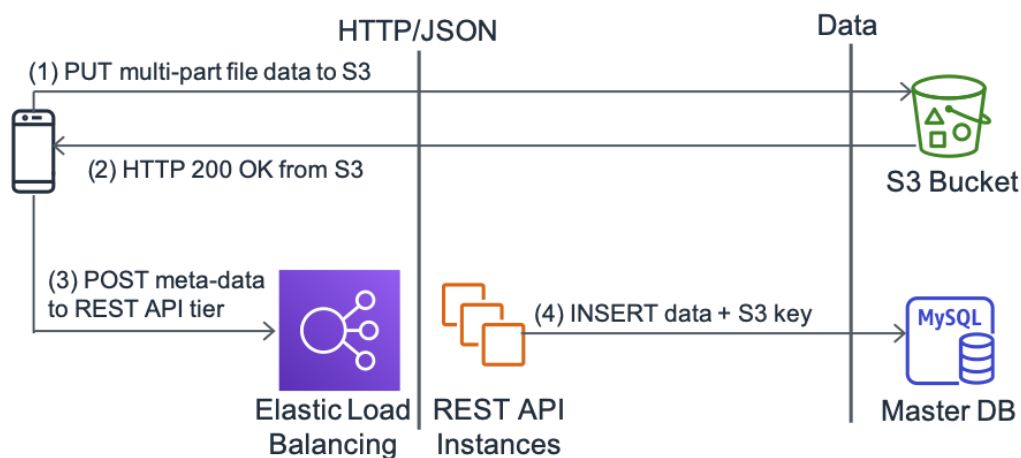 HTTP/JSON
Data
(1) PUT multi-part file data to S3
(2) HTTP 200 OK from S3
S3 Bucket
(3) POST meta-data
to REST API tier
(4) INSERT data + S3 key
MySQL
Elastic Load
Balancing
REST API
Instances
Master DB